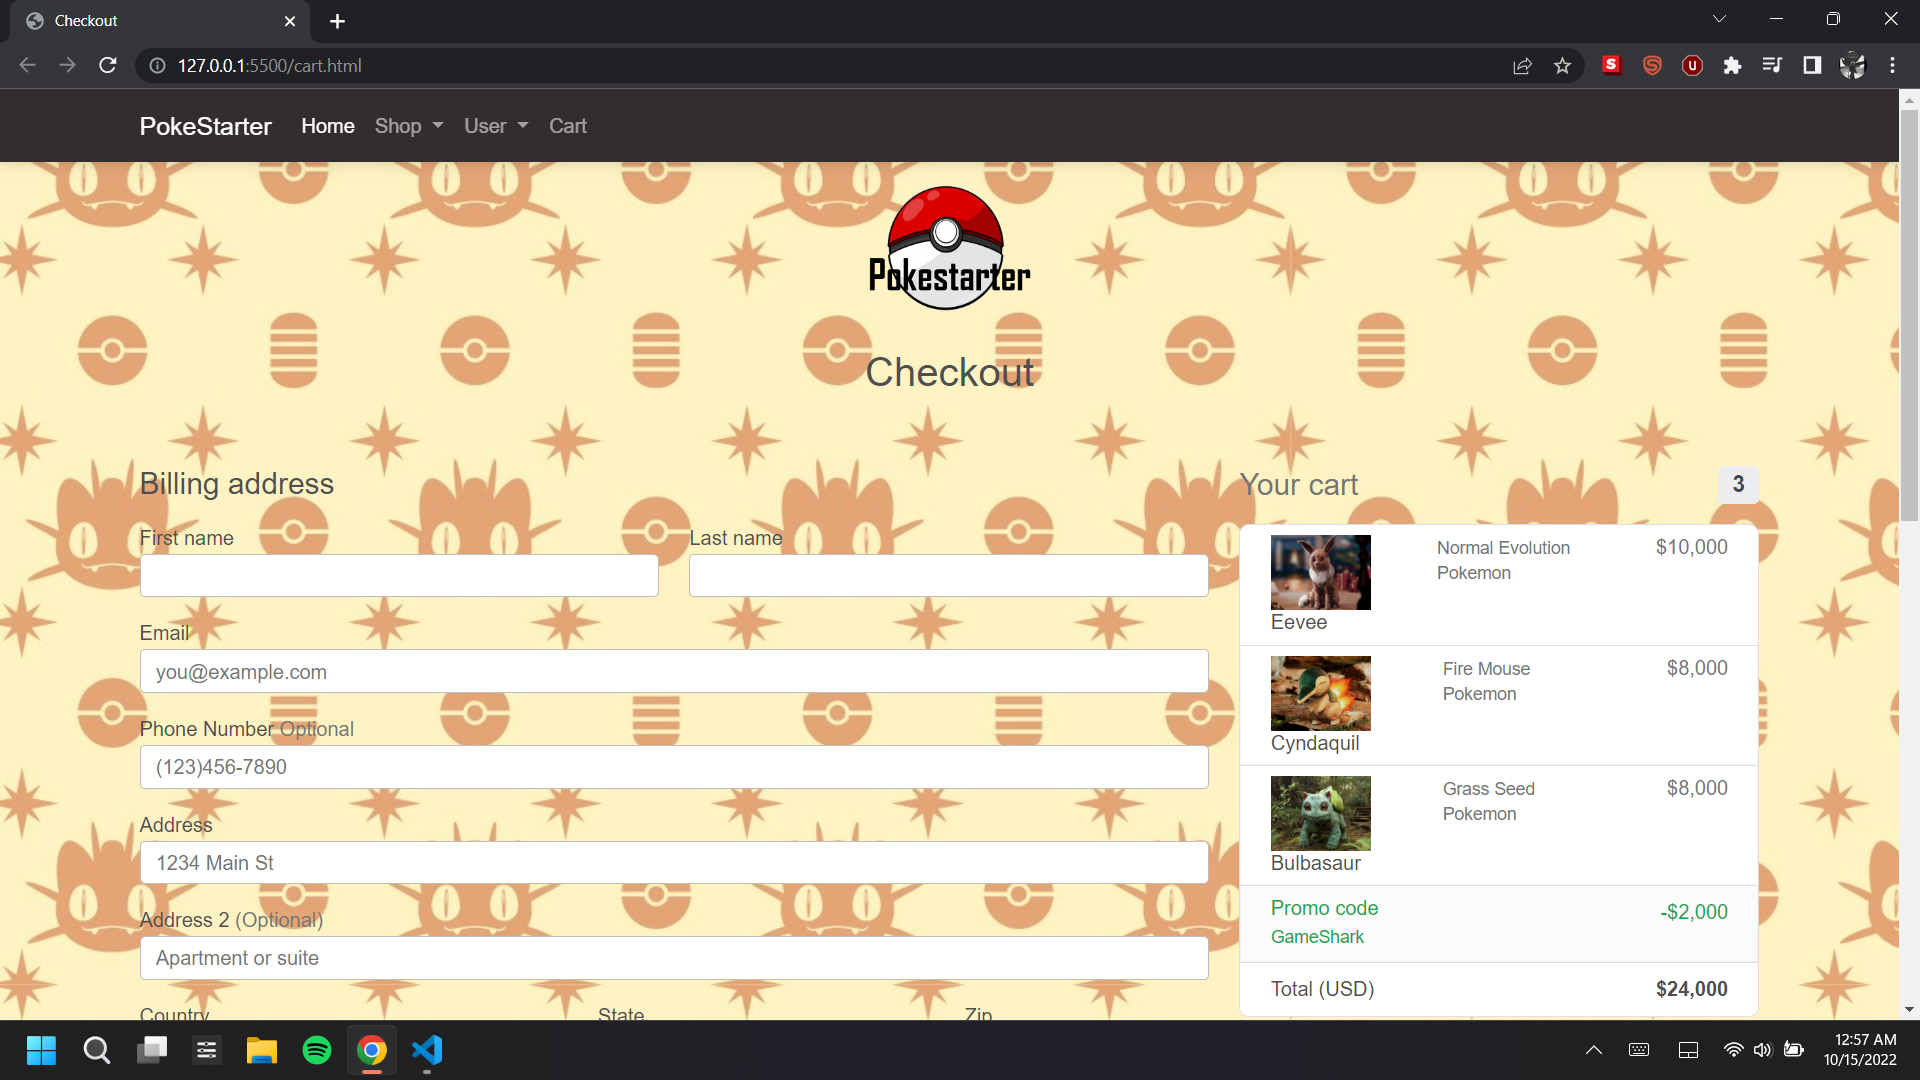 Checkout
127.0.0.1:5500/cart.html
PokeStarter Home Shop User Cart
Pokestarter
Checkout
Billing address
First name
Last name
Email
you@example.com
Phone Number Optional
(123)456-7890
Address
1234 Main St
Address 2 (Optional)
Apartment or suite
Country
State
Zip
Your cart
3
Normal Evolution
Pokemon
$10,000
Eevee
Fire Mouse
Pokemon
$8,000
Cyndaquil
Grass Seed
Pokemon
$8,000
Bulbasaur
Promo code
GameShark
-$2,000
Total (USD)
$24,000
12:57 AM
10/15/2022